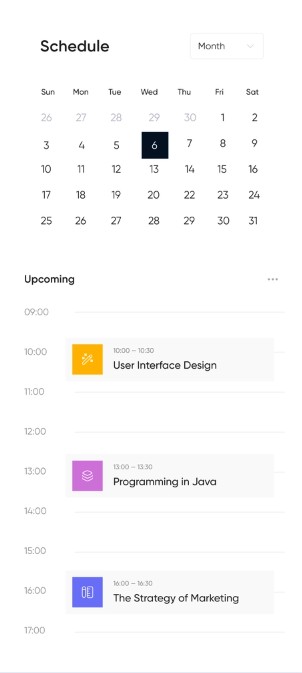 Schedule
Month
Sun Mon Tue Wed Thu Fri Sat
26 27 28 29 30 1 2
3 4 5 6 7 8 9
10 11 12 13 14 15 16
17 18 19 20 22 23 24
25 26 27 28 29 30 31
Upcoming
09:00
10:00
10:00 – 10:30
User Interface Design
11:00
12:00
13:00
13:00 – 13:30
Programming in Java
14:00
15:00
16:00
16:00 – 16:30
The Strategy of Marketing
17:00